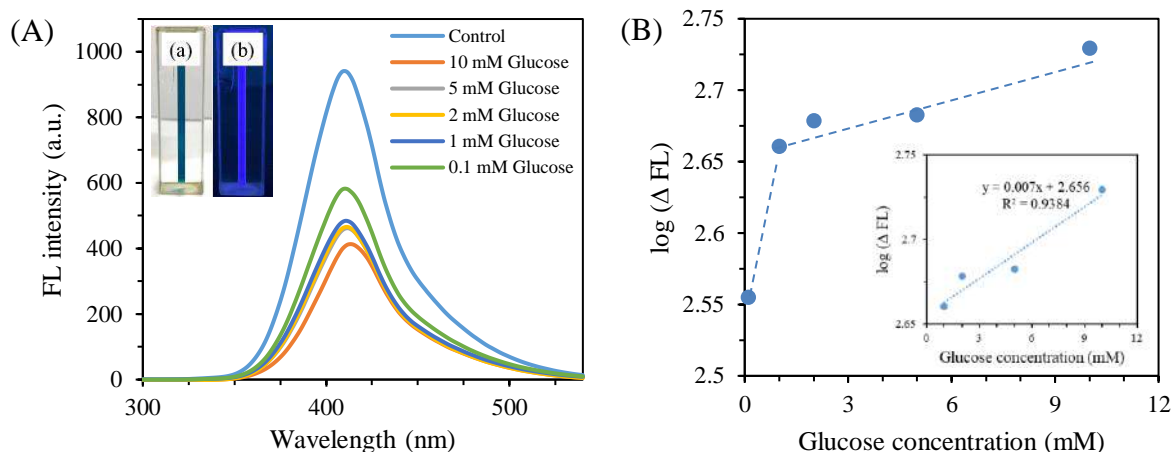 (A)
(a) (b)
Control
10 mM Glucose
5 mM Glucose
2 mM Glucose
1 mM Glucose
0.1 mM Glucose
FL intensity (a.u.)
1000
800
600
400
200
0
300 400 500
Wavelength (nm)
(B)
log (Δ FL)
2.75
2.7
2.65
2.6
2.55
2.5
0 3 6 9 12
Glucose concentration (mM)
y = 0.007x + 2.656
R² = 0.9384
log (Δ FL)
2.75
2.7
2.65
0 3 6 9 12
Glucose concentration (mM)